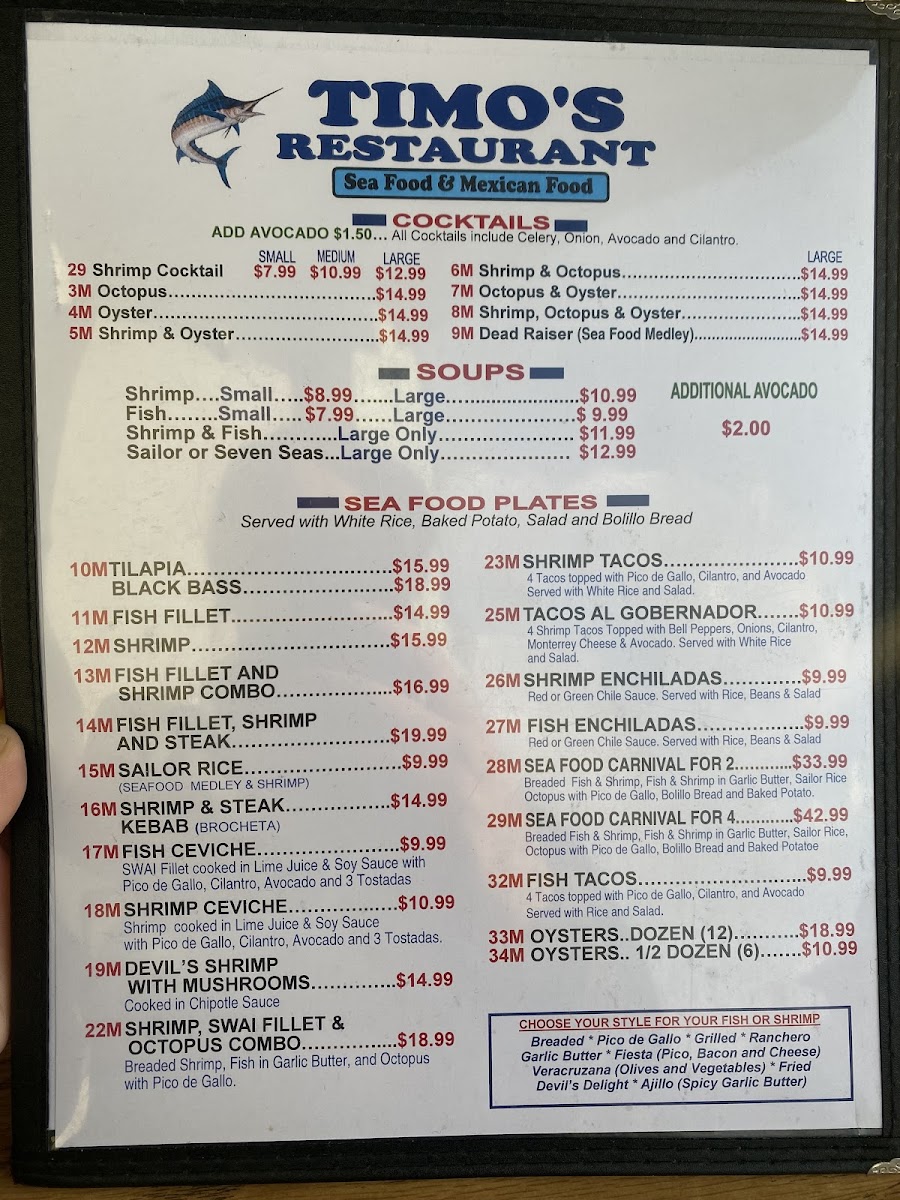 TIMO'S
RESTAURANT
Sea Food & Mexican Food
COCKTAILS
ADD AVOCADO $1.50... All Cocktails include Celery, Onion, Avocado and Cilantro.
SMALL MEDIUM LARGE
29 Shrimp Cocktail $7.99 $10.99 $12.99
3M Octopus..............................$14.99
4M Oyster..............................$14.99
5M Shrimp & Oyster....................$14.99
LARGE
6M Shrimp & Octopus..............................$14.99
7M Octopus & Oyster..............................$14.99
8M Shrimp, Octopus & Oyster....................$14.99
9M Dead Raiser (Sea Food Medley)..........................$14.99
SOUPS
Shrimp....Small.....$8.99.......Large......................$10.99
Fish........Small.....$7.99......Large......................$ 9.99
Shrimp & Fish............Large Only...................... $11.99
Sailor or Seven Seas...Large Only..................... $12.99
ADDITIONAL AVOCADO
$2.00
SEA FOOD PLATES
Served with White Rice, Baked Potato, Salad and Bolillo Bread
10M TILAPIA..............................$15.99
BLACK BASS......................$18.99
11M FISH FILLET.......................$14.99
12M SHRIMP.............................$15.99
13M FISH FILLET AND
SHRIMP COMBO.................$16.99
14M FISH FILLET, SHRIMP
AND STEAK.......................$19.99
15M SAILOR RICE.......................$9.99
(SEAFOOD MEDLEY & SHRIMP)
16M SHRIMP & STEAK...............$14.99
KEBAB (BROCHETA)
17M FISH CEVICHE.....................$9.99
SWAI Fillet cooked in Lime Juice & Soy Sauce with
Pico de Gallo, Cilantro, Avocado and 3 Tostadas
18M SHRIMP CEVICHE................$10.99
Shrimp cooked in Lime Juice & Soy Sauce
with Pico de Gallo, Cilantro, Avocado and 3 Tostadas.
19M DEVIL'S SHRIMP
WITH MUSHROOMS.............$14.99
Cooked in Chipotle Sauce
22M SHRIMP, SWAI FILLET &
OCTOPUS COMBO..............$18.99
Breaded Shrimp, Fish in Garlic Butter, and Octopus
with Pico de Gallo.
23M SHRIMP TACOS....................$10.99
4 Tacos topped with Pico de Gallo, Cilantro, and Avocado
Served with White Rice and Salad.
25M TACOS AL GOBERNADOR.......$10.99
4 Shrimp Tacos Topped with Bell Peppers, Onions, Cilantro,
Monterrey Cheese & Avocado. Served with White Rice
and Salad.
26M SHRIMP ENCHILADAS............$9.99
Red or Green Chile Sauce. Served with Rice, Beans & Salad
27M FISH ENCHILADAS................$9.99
Red or Green Chile Sauce. Served with Rice, Beans & Salad
28M SEA FOOD CARNIVAL FOR 2..........$33.99
Breaded Fish & Shrimp, Fish & Shrimp in Garlic Butter, Sailor Rice
Octopus with Pico de Gallo, Bolillo Bread and Baked Potato.
29M SEA FOOD CARNIVAL FOR 4...........$42.99
Breaded Fish & Shrimp, Fish & Shrimp in Garlic Butter, Sailor Rice,
Octopus with Pico de Gallo, Bolillo Bread and Baked Potatoe
32M FISH TACOS.........................$9.99
4 Tacos topped with Pico de Gallo, Cilantro, and Avocado
Served with Rice and Salad.
33M OYSTERS..DOZEN (12)...........$18.99
34M OYSTERS.. 1/2 DOZEN (6).......$10.99
CHOOSE YOUR STYLE FOR YOUR FISH OR SHRIMP
Breaded * Pico de Gallo * Grilled * Ranchero
Garlic Butter * Fiesta (Pico, Bacon and Cheese)
Veracruzana (Olives and Vegetables) * Fried
Devil's Delight * Ajillo (Spicy Garlic Butter)